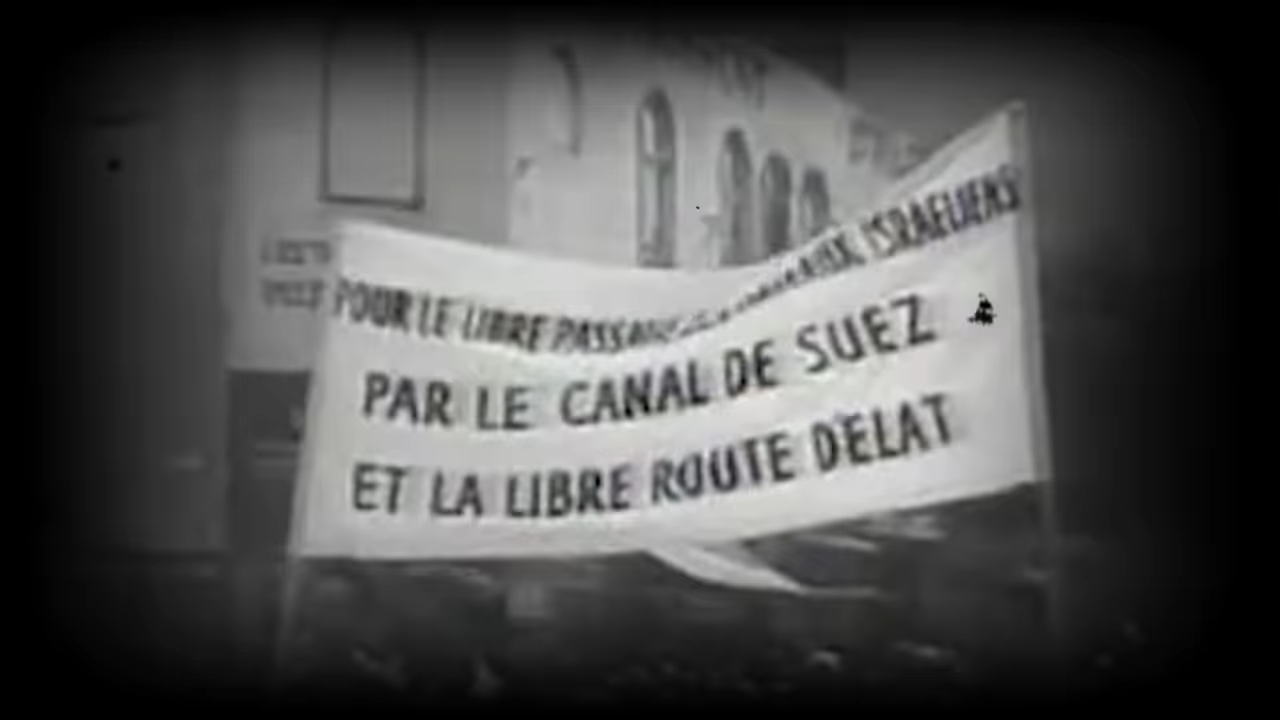 POUR LE LIBRE PASSAGE ISRAELIENS
PAR LE CANAL DE SUEZ
ET LA LIBRE ROUTE D'ELAT